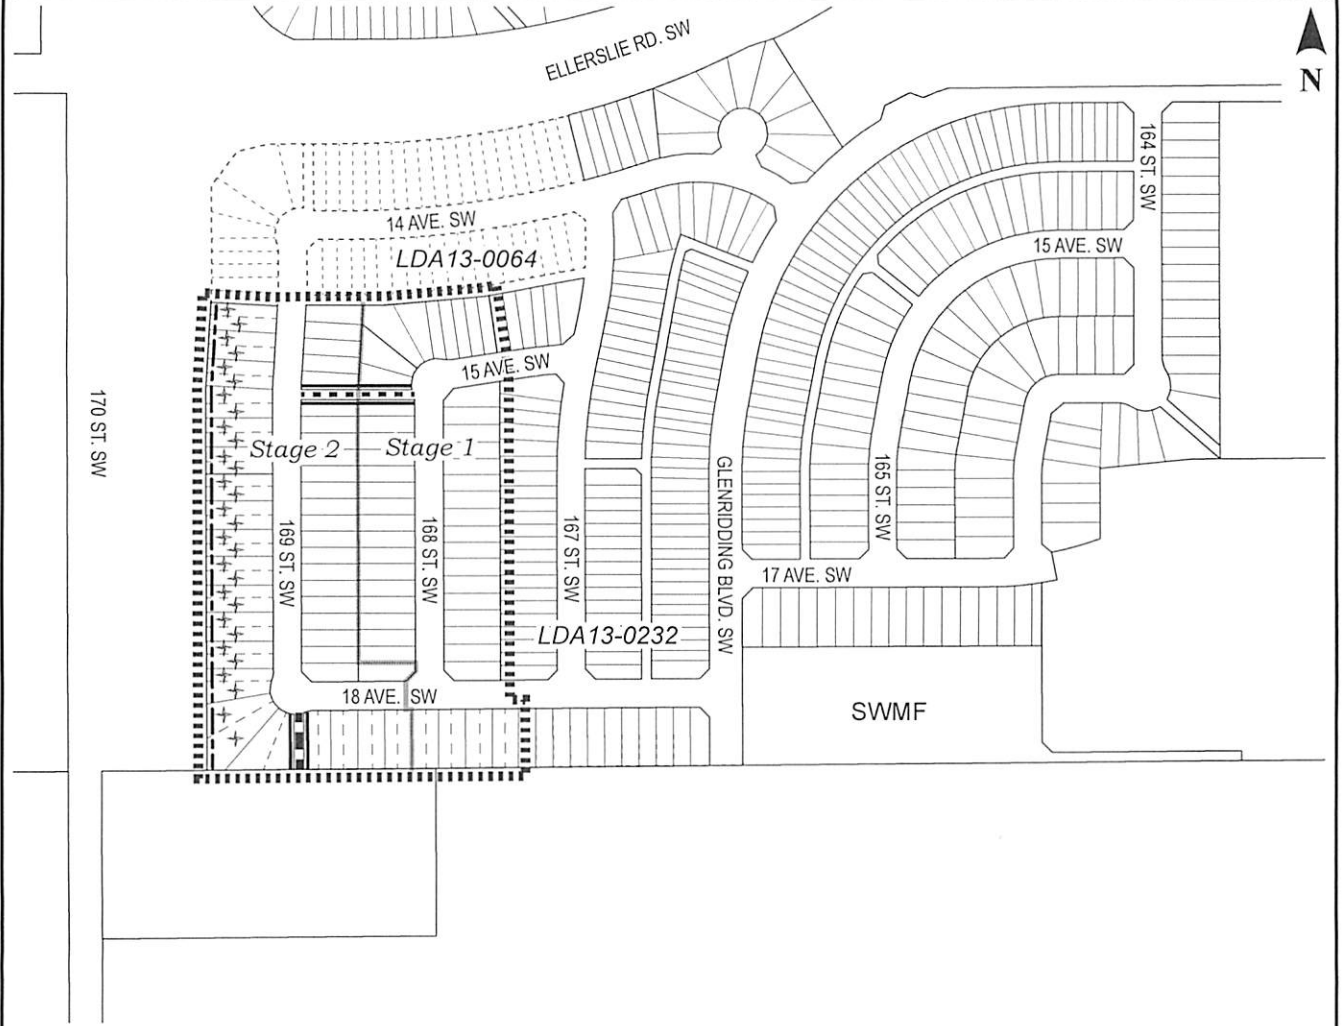 ELLERSLIE RD. SW
N
164 ST. SW
14 AVE. SW
15 AVE. SW
LDA13-0064
15 AVE. SW
170 ST. SW
Stage 2
Stage 1
169 ST. SW
168 ST. SW
167 ST. SW
GLENRIDDING BLVD. SW
165 ST. SW
17 AVE. SW
LDA13-0232
18 AVE. SW
SWMF